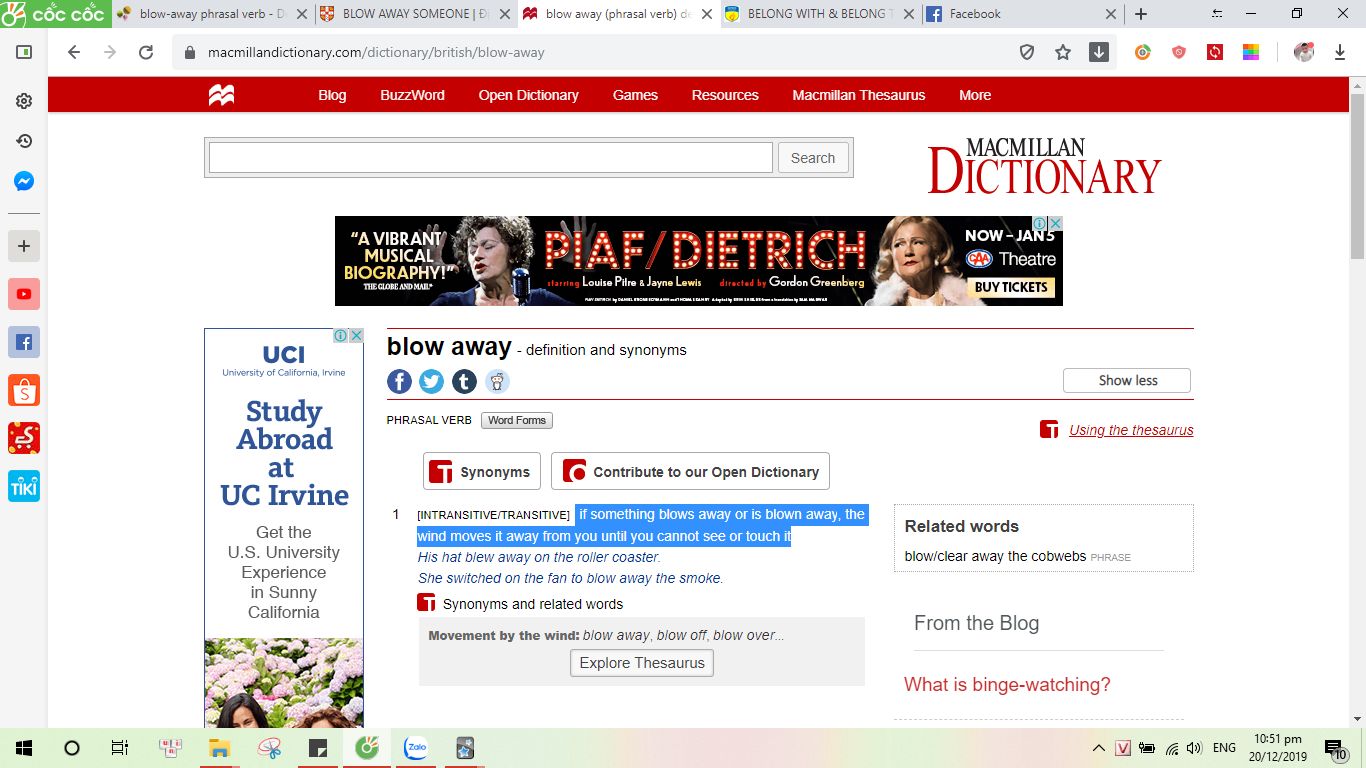 CỐC CỐC
blow-away phrasal verb - D
BLOW AWAY SOMEONE | Đị
blow away (phrasal verb) de
BELONG WITH & BELONG T
Facebook
macmillandictionary.com/dictionary/british/blow-away
Blog
BuzzWord
Open Dictionary
Games
Resources
Macmillan Thesaurus
More
Search
MACMILLAN
DICTIONARY
"A VIBRANT
MUSICAL
BIOGRAPHY!"
THE GLOBE AND MAIL*
PIAF/DIETRICH
starring Louise Pitre & Jayne Lewis directed by Gordon Greenberg
NOW – JAN 5
CAA Theatre
BUY TICKETS
UCI
University of California, Irvine
Study
Abroad
at
UC Irvine
Get the
U.S. University
Experience
in Sunny
California
blow away - definition and synonyms
Show less
PHRASAL VERB Word Forms
Using the thesaurus
Synonyms
Contribute to our Open Dictionary
1 [INTRANSITIVE/TRANSITIVE] if something blows away or is blown away, the
wind moves it away from you until you cannot see or touch it
His hat blew away on the roller coaster.
She switched on the fan to blow away the smoke.
Synonyms and related words
Movement by the wind: blow away, blow off, blow over...
Explore Thesaurus
Related words
blow/clear away the cobwebs PHRASE
From the Blog
What is binge-watching?
TIKI
Zalo
ENG
10:51 pm
20/12/2019
10